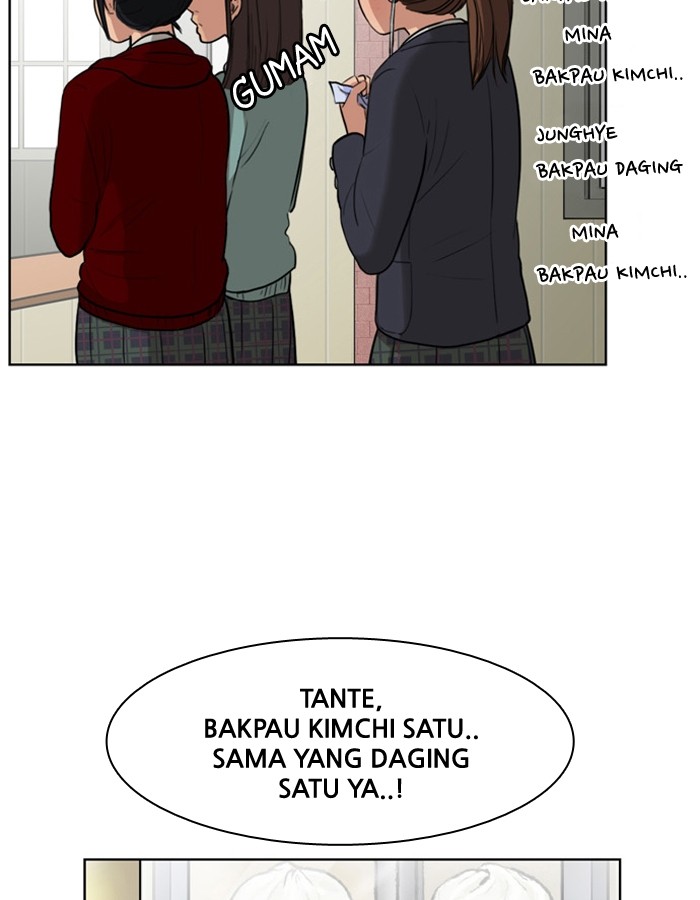 GUMAM
MINA
BAKPAU KIMCHI..
JUNGHYE
BAKPAU DAGING
MINA
BAKPAU KIMCHI..
TANTE,
BAKPAU KIMCHI SATU..
SAMA YANG DAGING
SATU YA..!